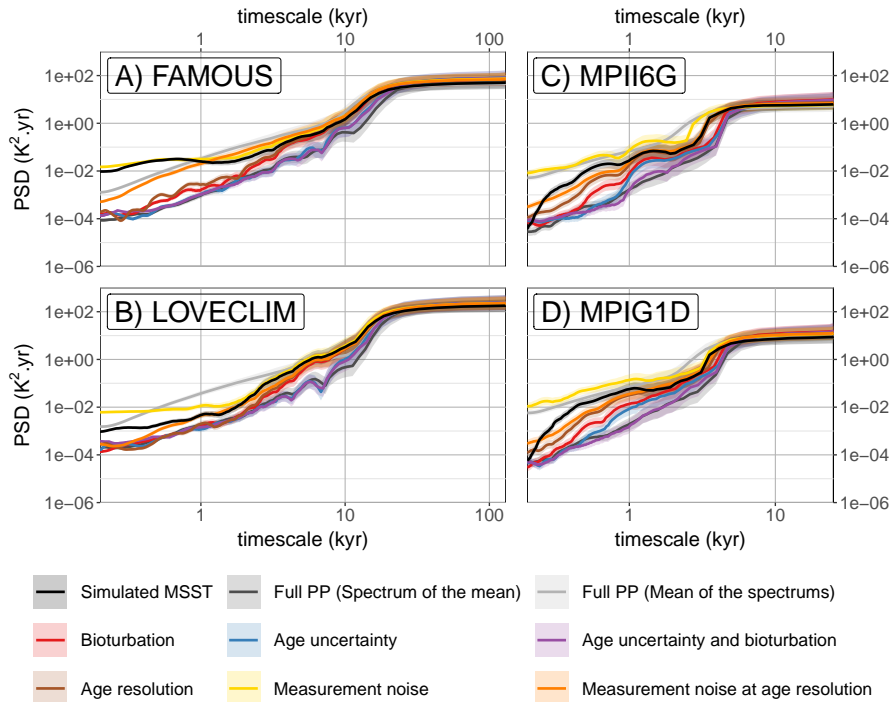 timescale (kyr) timescale (kyr)
1 10 100 1 10
A) FAMOUS C) MPII6G
PSD (K².yr)
1e+02 1e+02
1e+00 1e+00
1e−02 1e−02
1e−04 1e−04
1e−06 1e−06
B) LOVECLIM D) MPIG1D
PSD (K².yr)
1e+02 1e+02
1e+00 1e+00
1e−02 1e−02
1e−04 1e−04
1e−06 1e−06
1 10 100 1 10
timescale (kyr) timescale (kyr)
Simulated MSST Full PP (Spectrum of the mean) Full PP (Mean of the spectrums)
Bioturbation Age uncertainty Age uncertainty and bioturbation
Age resolution Measurement noise Measurement noise at age resolution